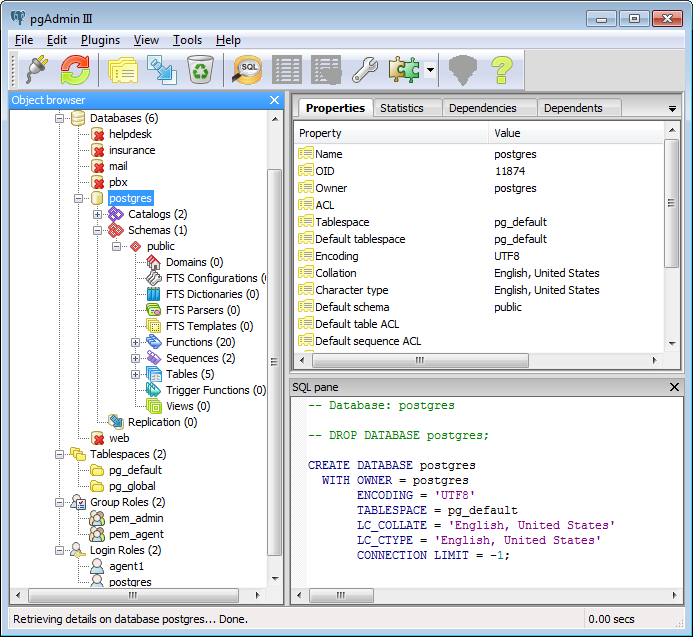 pgAdmin III
File Edit Plugins View Tools Help
SQL
Object browser
Databases (6)
helpdesk
insurance
mail
pbx
postgres
Catalogs (2)
Schemas (1)
public
Domains (0)
FTS Configurations (
FTS Dictionaries (0)
FTS Parsers (0)
FTS Templates (0)
Functions (20)
Sequences (2)
Tables (5)
Trigger Functions (0)
Views (0)
Replication (0)
web
Tablespaces (2)
pg_default
pg_global
Group Roles (2)
pem_admin
pem_agent
Login Roles (2)
agent1
postgres
Properties Statistics Dependencies Dependents
Property Value
Name postgres
OID 11874
Owner postgres
ACL
Tablespace pg_default
Default tablespace pg_default
Encoding UTF8
Collation English, United States
Character type English, United States
Default schema public
Default table ACL
Default sequence ACL
SQL pane
-- Database: postgres
-- DROP DATABASE postgres;
CREATE DATABASE postgres
WITH OWNER = postgres
ENCODING = 'UTF8'
TABLESPACE = pg_default
LC_COLLATE = 'English, United States'
LC_CTYPE = 'English, United States'
CONNECTION LIMIT = -1;
Retrieving details on database postgres... Done. 0.00 secs